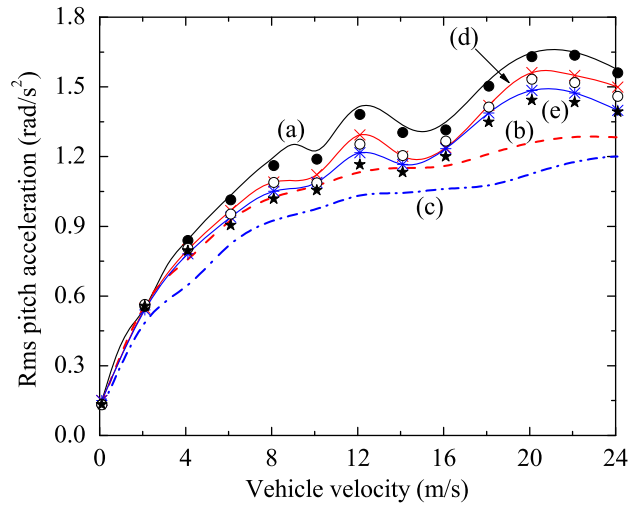 1.8
1.5
1.2
0.9
0.6
0.3
0.0
Rms pitch acceleration (rad/s²)
(a)
(d)
(e)
(b)
(c)
0 4 8 12 16 20 24
Vehicle velocity (m/s)